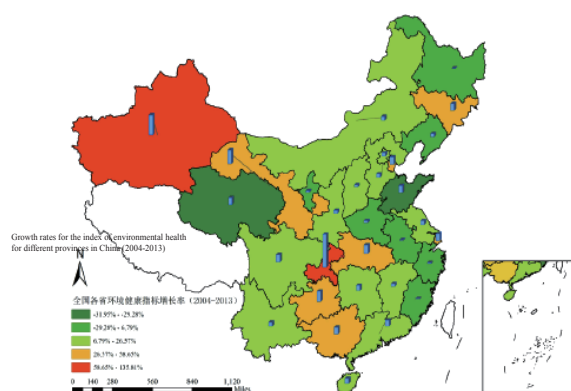 Growth rates for the index of environmental health
for different provinces in China (2004-2013)
N
全国各省环境健康指标增长率 (2004-2013)
-31.95% - -29.28%
-29.28% - 6.79%
6.79% - 26.57%
26.57% - 58.65%
58.65% - 135.81%
0 140 280 560 840 1,120
Miles